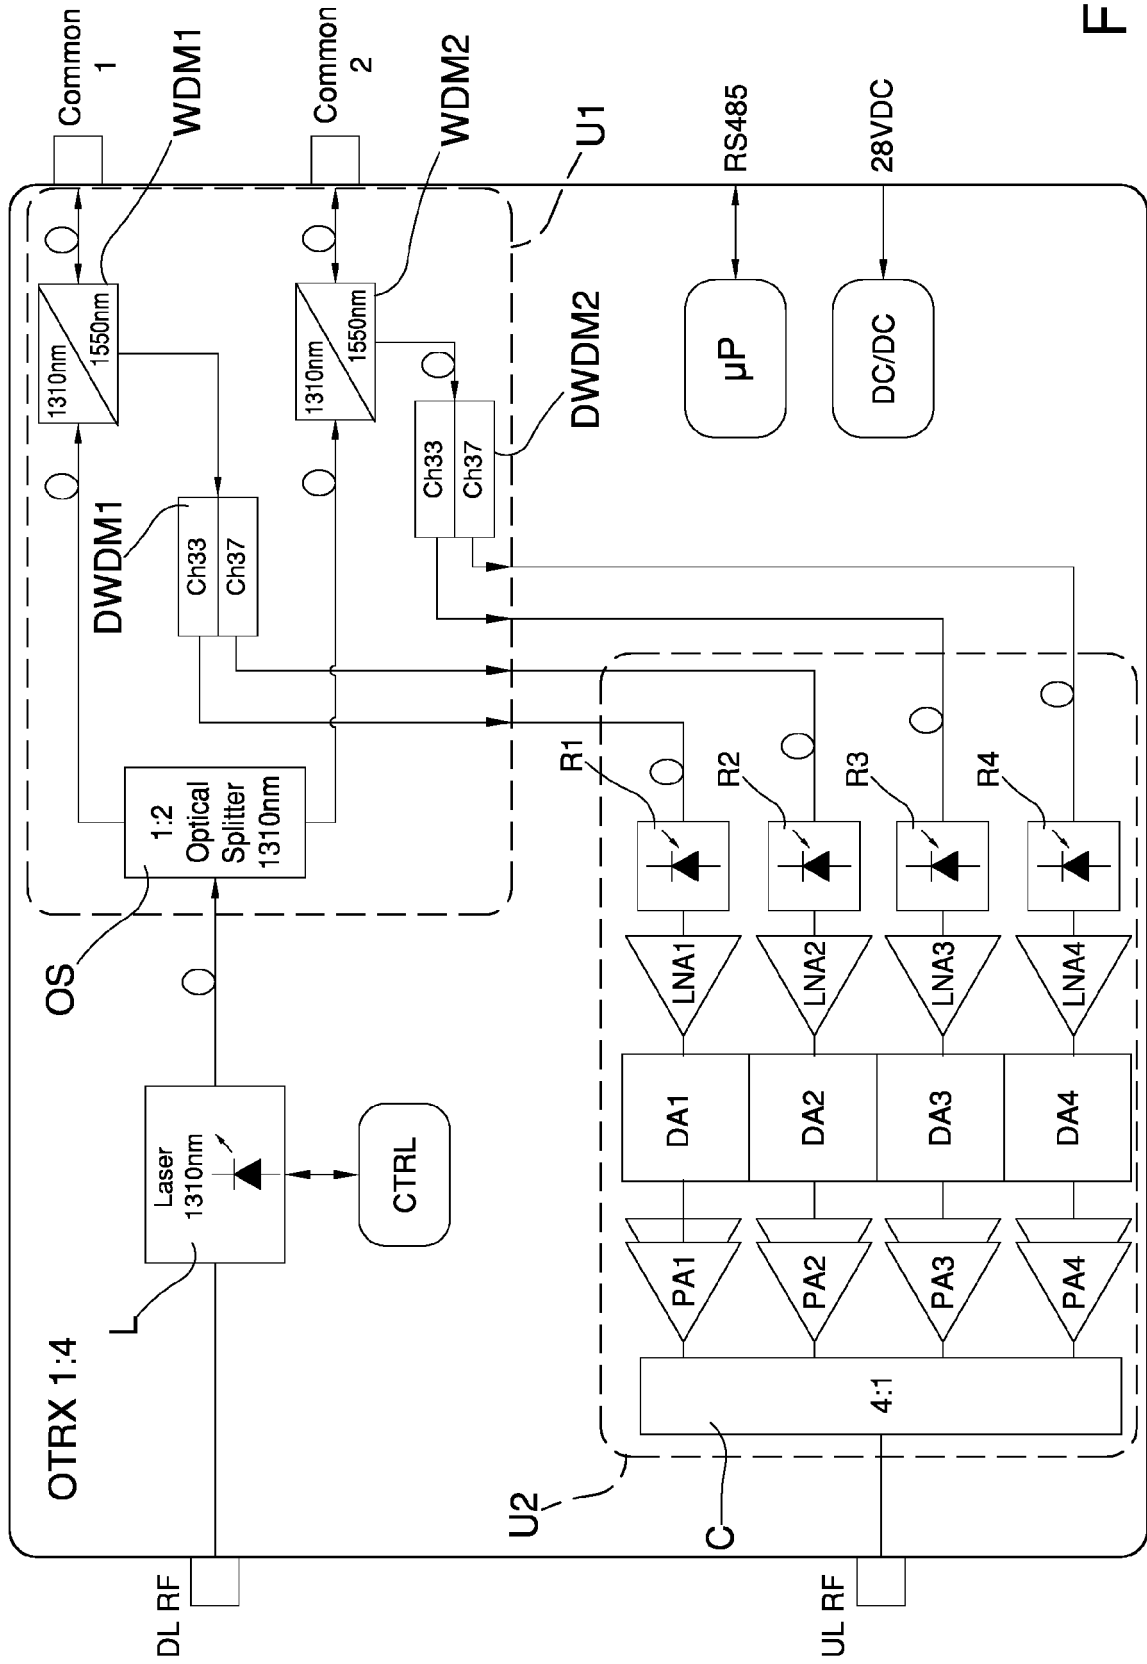 OTRX 1:4
DL RF
L
Laser
1310nm
CTRL
OS
1:2
Optical
Splitter
1310nm
DWDM1
Ch33
Ch37
1310nm
1550nm
Common
1
WDM1
1310nm
1550nm
Common
2
WDM2
Ch33
Ch37
DWDM2
U1
U2
UL RF
C
4:1
PA1
DA1
LNA1
R1
PA2
DA2
LNA2
R2
PA3
DA3
LNA3
R3
PA4
DA4
LNA4
R4
µP
RS485
DC/DC
28VDC
F